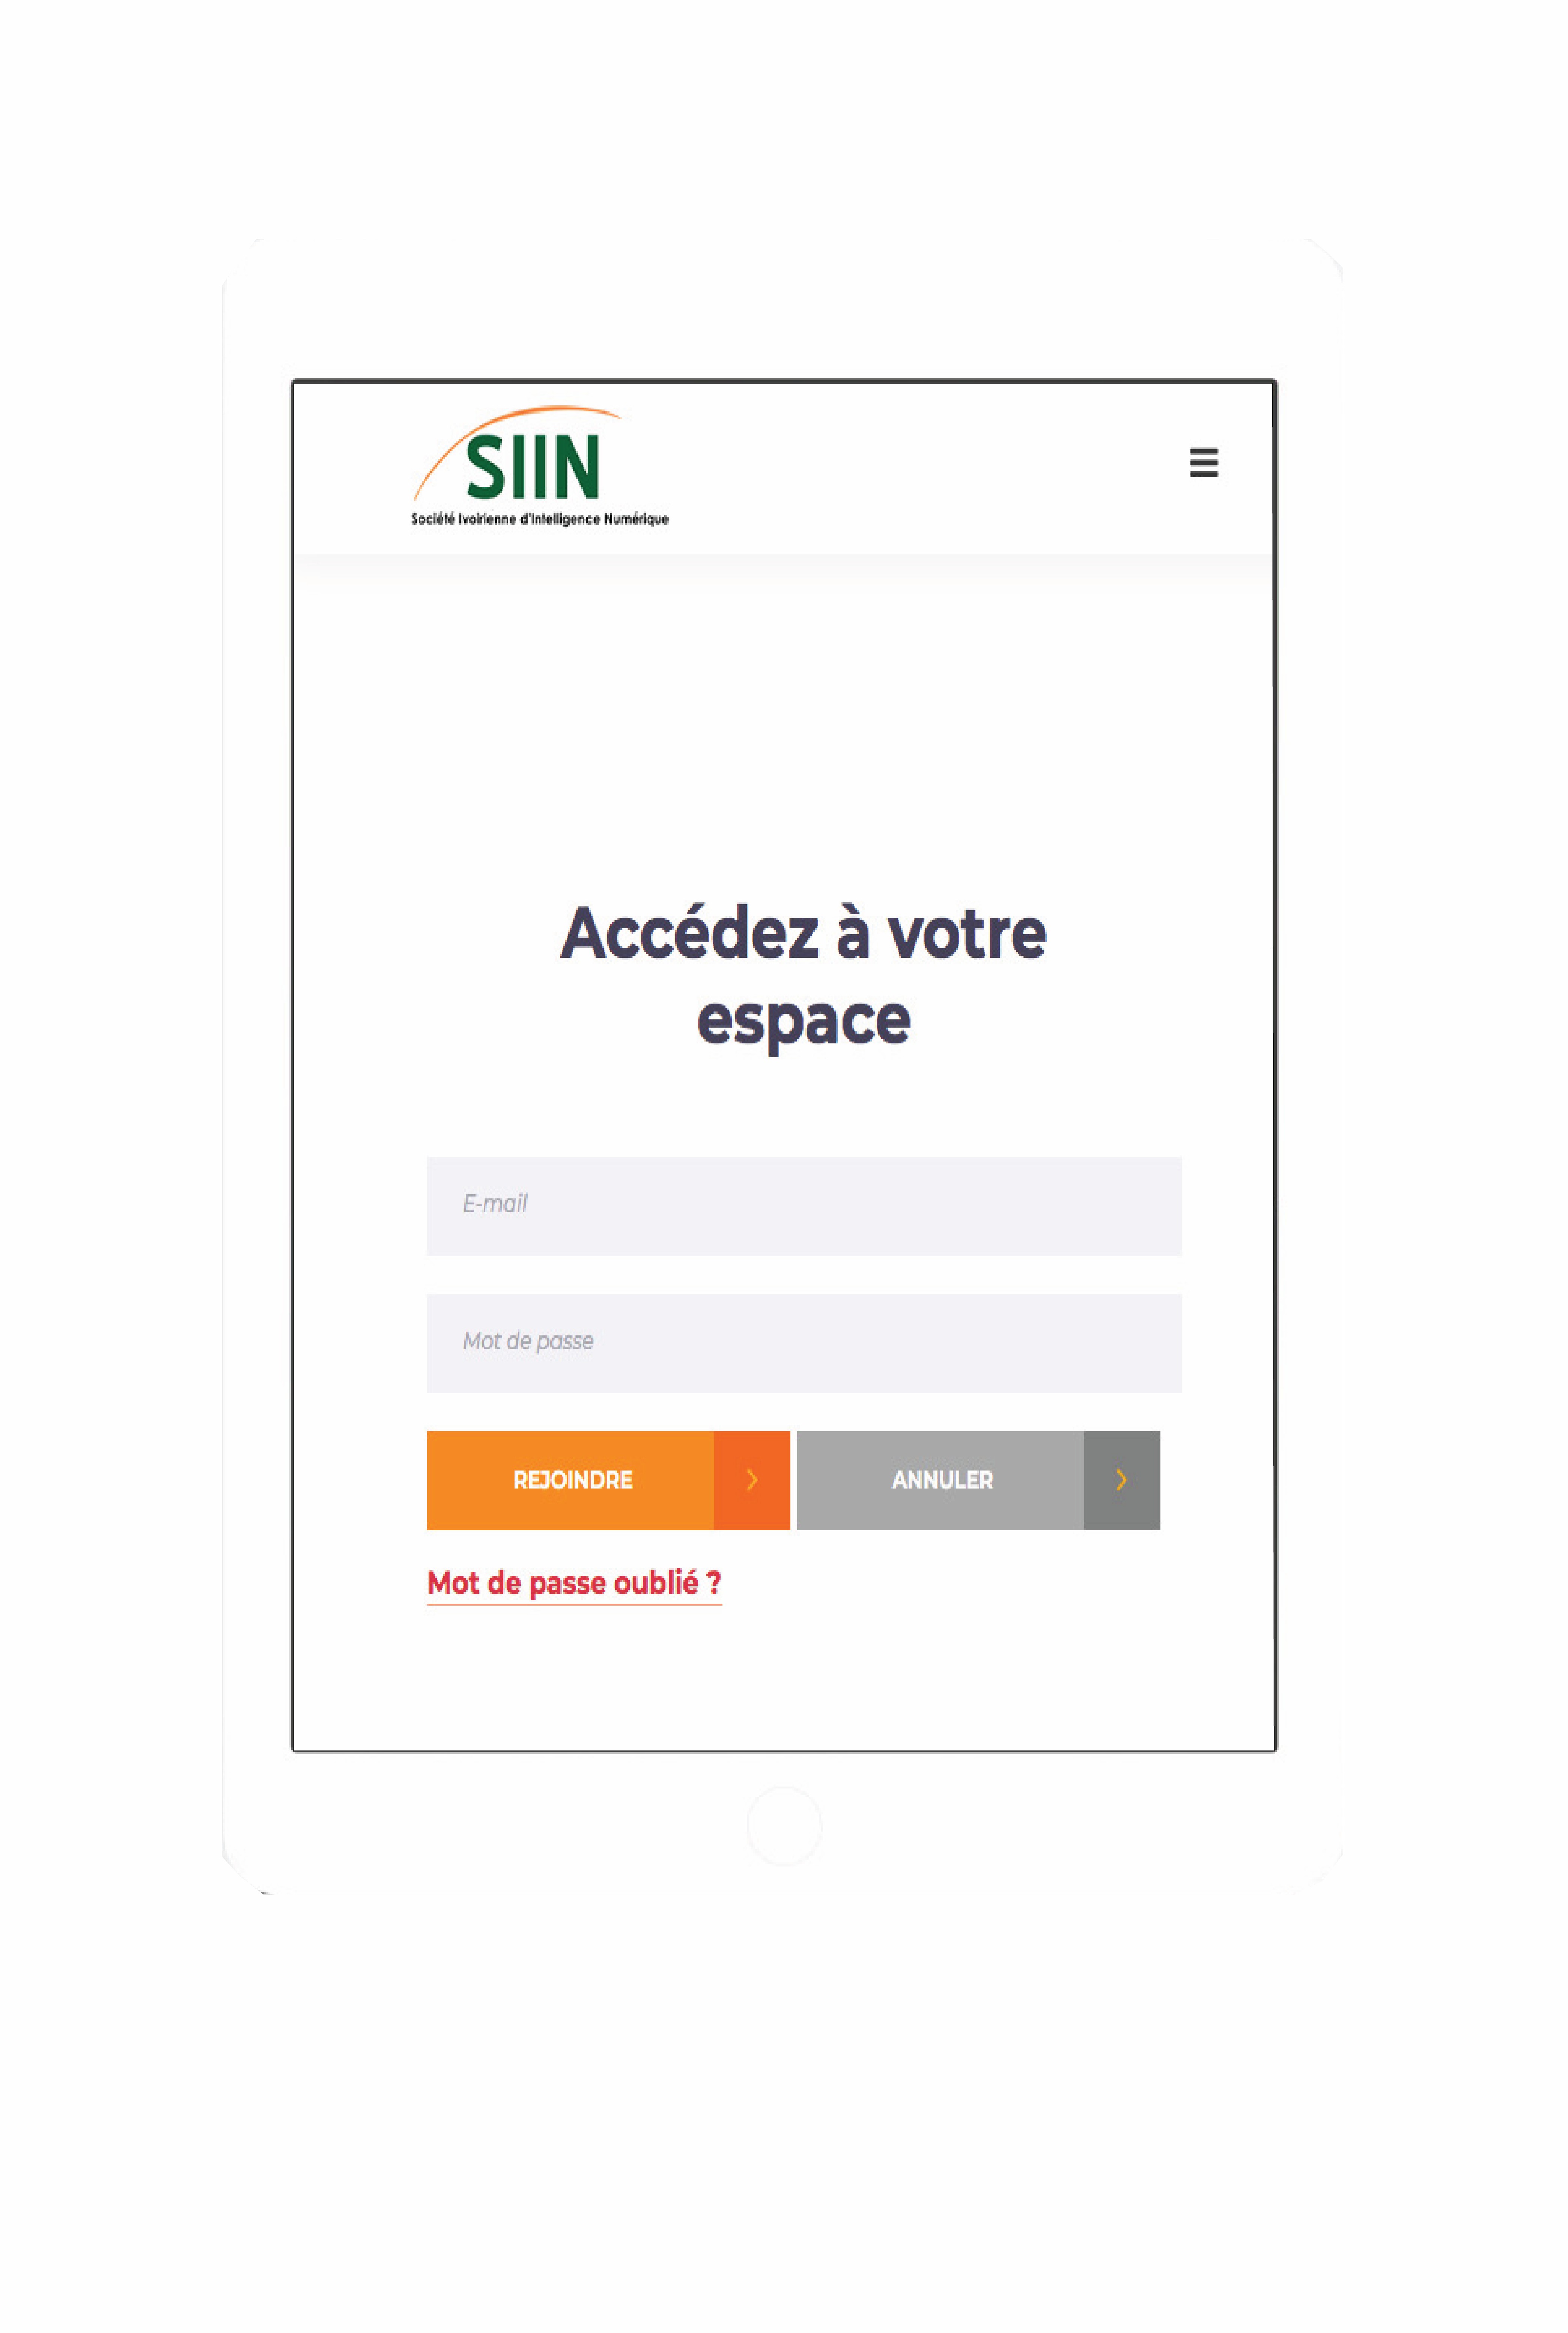 SIIN
Société Ivoirienne d'Intelligence Numérique
Accédez à votre
espace
E-mail
Mot de passe
REJOINDRE
ANNULER
Mot de passe oublié ?